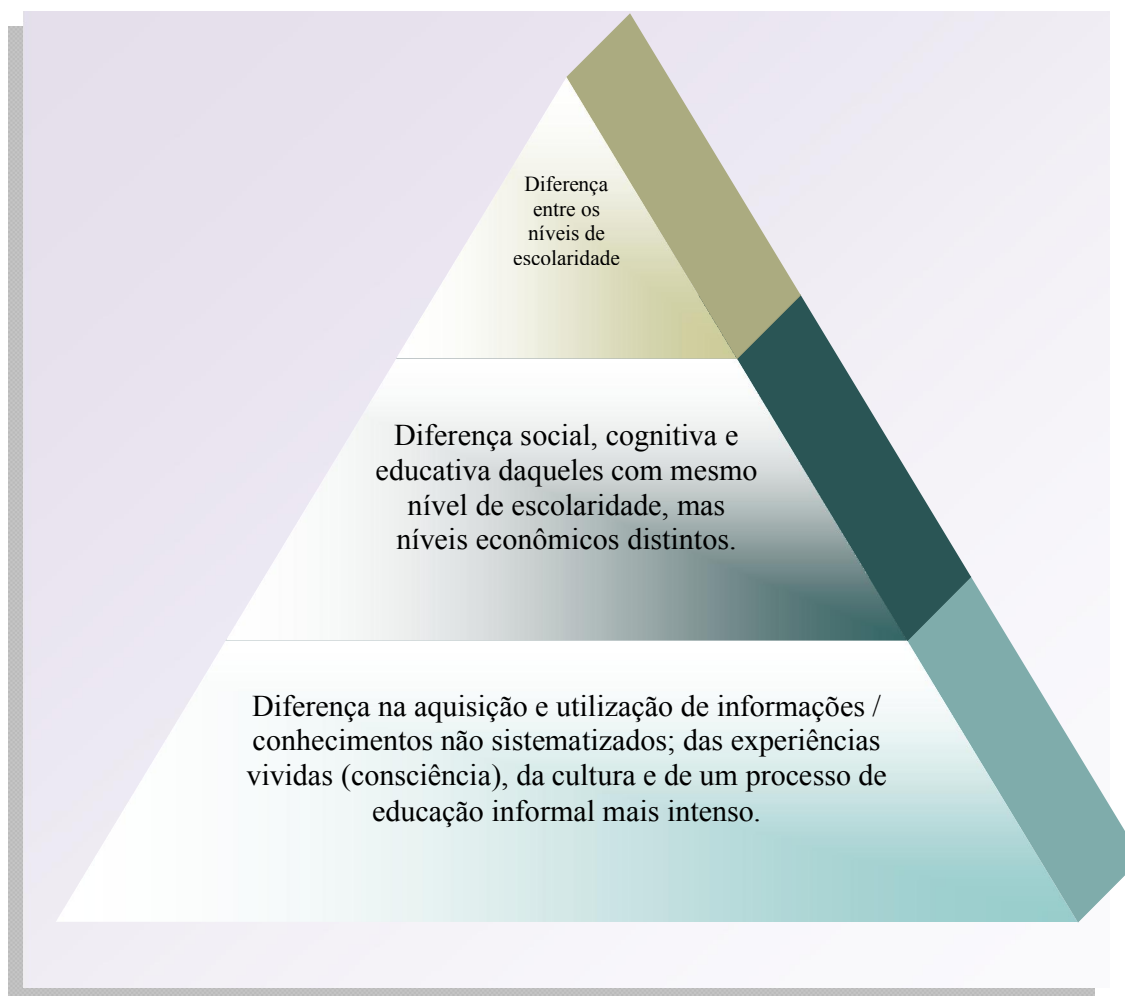 Diferença
entre os
níveis de
escolaridade
Diferença social, cognitiva e
educativa daqueles com mesmo
nível de escolaridade, mas
níveis econômicos distintos.
Diferença na aquisição e utilização de informações /
conhecimentos não sistematizados; das experiências
vividas (consciência), da cultura e de um processo de
educação informal mais intenso.